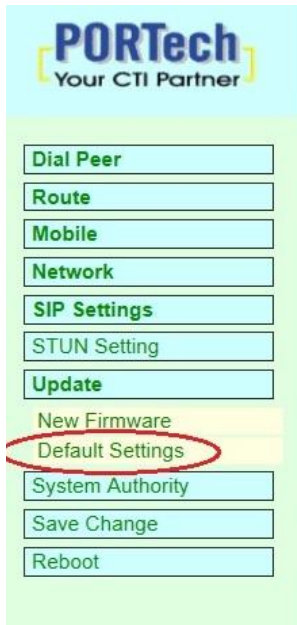 PORTech
Your CTI Partner
Dial Peer
Route
Mobile
Network
SIP Settings
STUN Setting
Update
New Firmware
Default Settings
System Authority
Save Change
Reboot